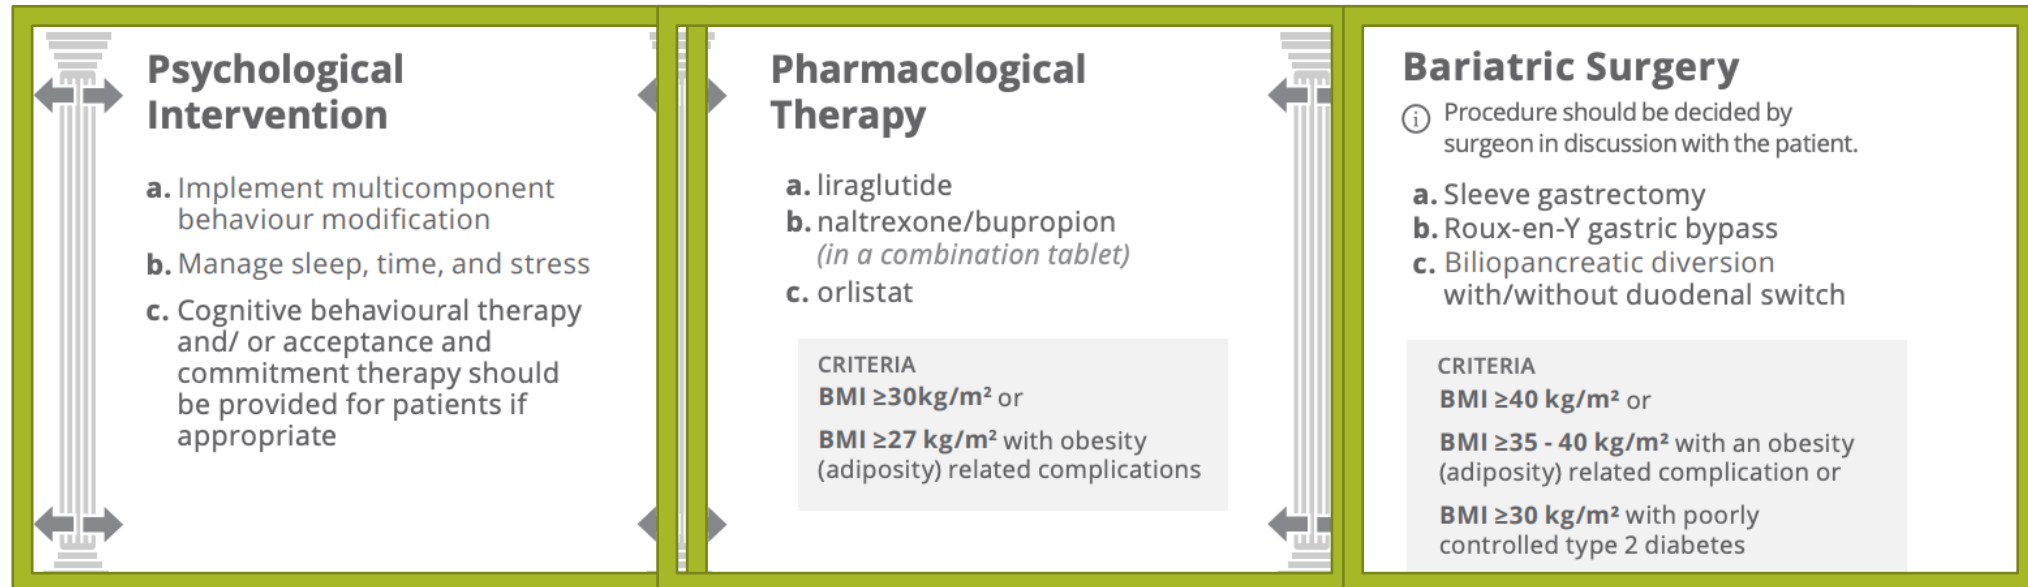 Psychological
Intervention
a. Implement multicomponent
behaviour modification
b. Manage sleep, time, and stress
c. Cognitive behavioural therapy
and/ or acceptance and
commitment therapy should
be provided for patients if
appropriate
Pharmacological
Therapy
a. liraglutide
b. naltrexone/bupropion
(in a combination tablet)
c. orlistat
CRITERIA
BMI ≥30kg/m² or
BMI ≥27 kg/m² with obesity
(adiposity) related complications
Bariatric Surgery
i Procedure should be decided by
surgeon in discussion with the patient.
a. Sleeve gastrectomy
b. Roux-en-Y gastric bypass
c. Biliopancreatic diversion
with/without duodenal switch
CRITERIA
BMI ≥40 kg/m² or
BMI ≥35 - 40 kg/m² with an obesity
(adiposity) related complication or
BMI ≥30 kg/m² with poorly
controlled type 2 diabetes